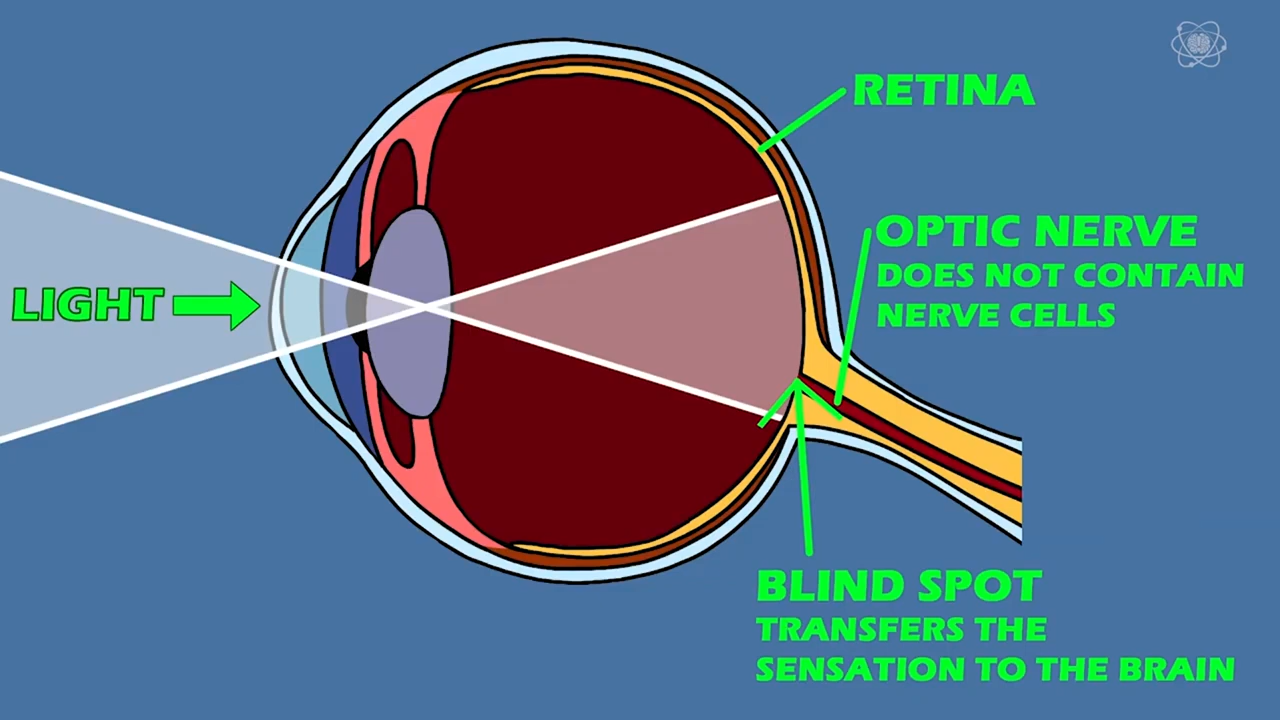 RETINA
OPTIC NERVE
DOES NOT CONTAIN
NERVE CELLS
LIGHT
BLIND SPOT
TRANSFERS THE
SENSATION TO THE BRAIN